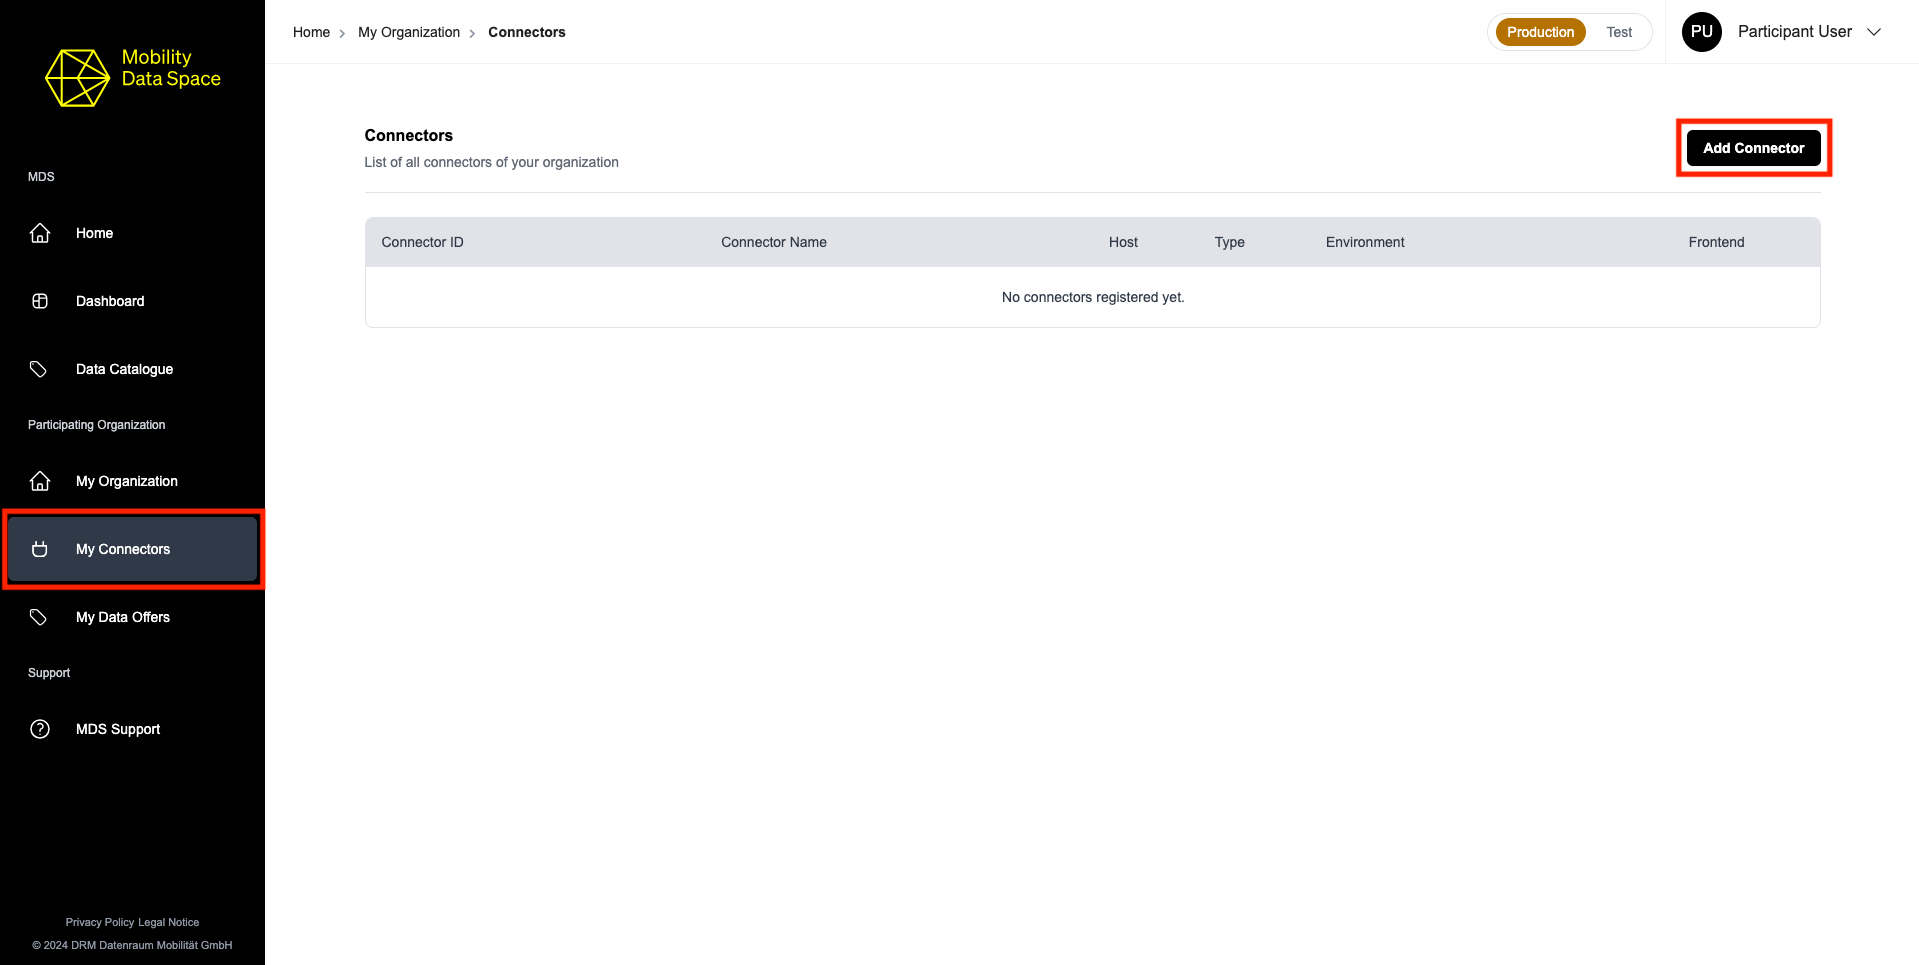 Mobility
Data Space
MDS
Home
Dashboard
Data Catalogue
Participating Organization
My Organization
My Connectors
My Data Offers
Support
MDS Support
Privacy Policy Legal Notice
© 2024 DRM Datenraum Mobilität GmbH
Home > My Organization > Connectors
Production Test
PU Participant User
Connectors
List of all connectors of your organization
Add Connector
Connector ID Connector Name Host Type Environment Frontend
No connectors registered yet.